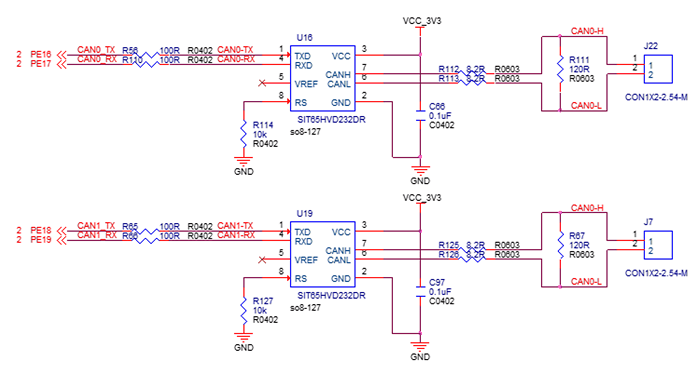 VCC_3V3
U16
CAN0-H
J22
2 PE16 CAN0_TX R56 100R R0402 CAN0-TX 1 TXD VCC 3
2 PE17 CAN0_RX R110 100R R0402 CAN0-RX 4 RXD
R111
120R
R0603
1 1
2 2
5 VREF CANH 7 R112 8.2R R0603
CANL 6 R113 8.2R R0603
8 RS GND 2
CAN0-L
CON1X2-2.54-M
SIT65HVD232DR
so8-127
C66
0.1uF
C0402
R114
10k
R0402
GND
GND
VCC_3V3
U19
CAN0-H
J7
2 PE18 CAN1_TX R65 100R R0402 CAN1-TX 1 TXD VCC 3
2 PE19 CAN1_RX R66 100R R0402 CAN1-RX 4 RXD
R67
120R
R0603
1 1
2 2
5 VREF CANH 7 R125 8.2R R0603
CANL 6 R126 8.2R R0603
8 RS GND 2
CAN0-L
CON1X2-2.54-M
SIT65HVD232DR
so8-127
C97
0.1uF
C0402
R127
10k
R0402
GND
GND